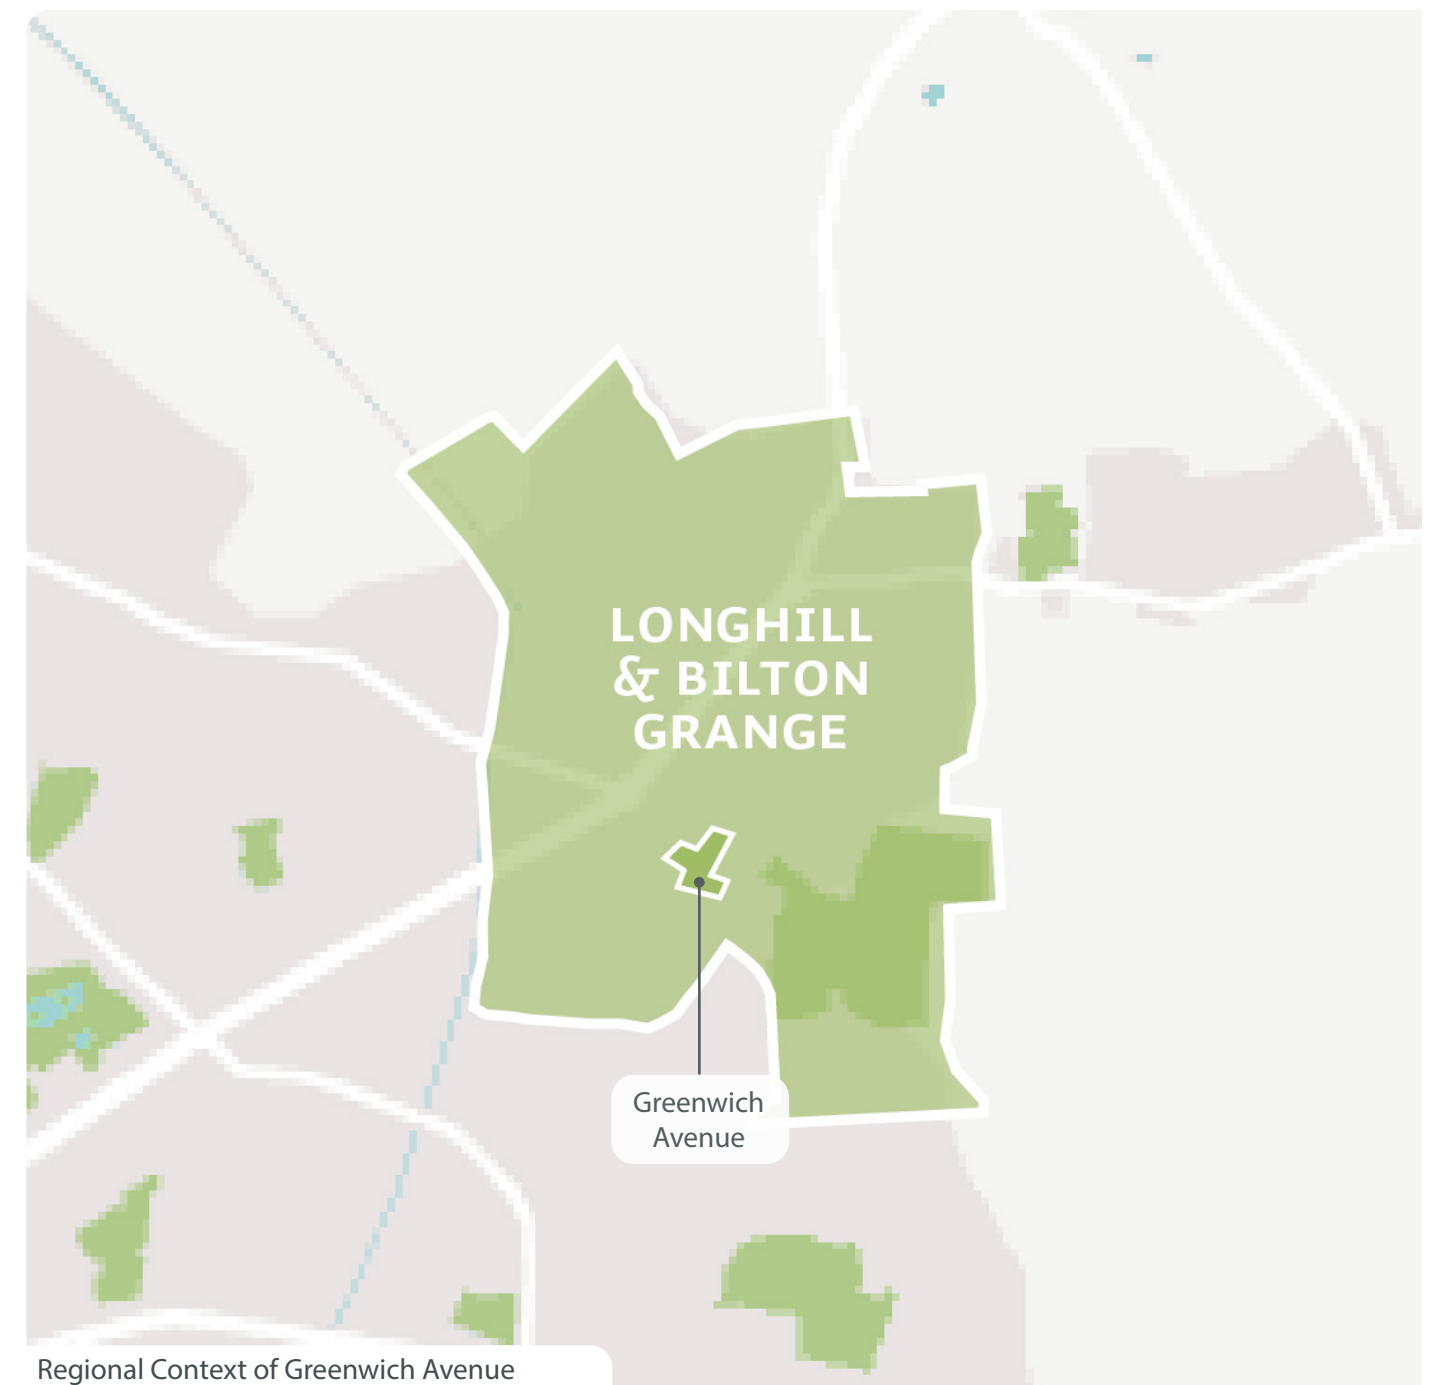 LONGHILL
& BILTON
GRANGE
Greenwich
Avenue
Regional Context of Greenwich Avenue